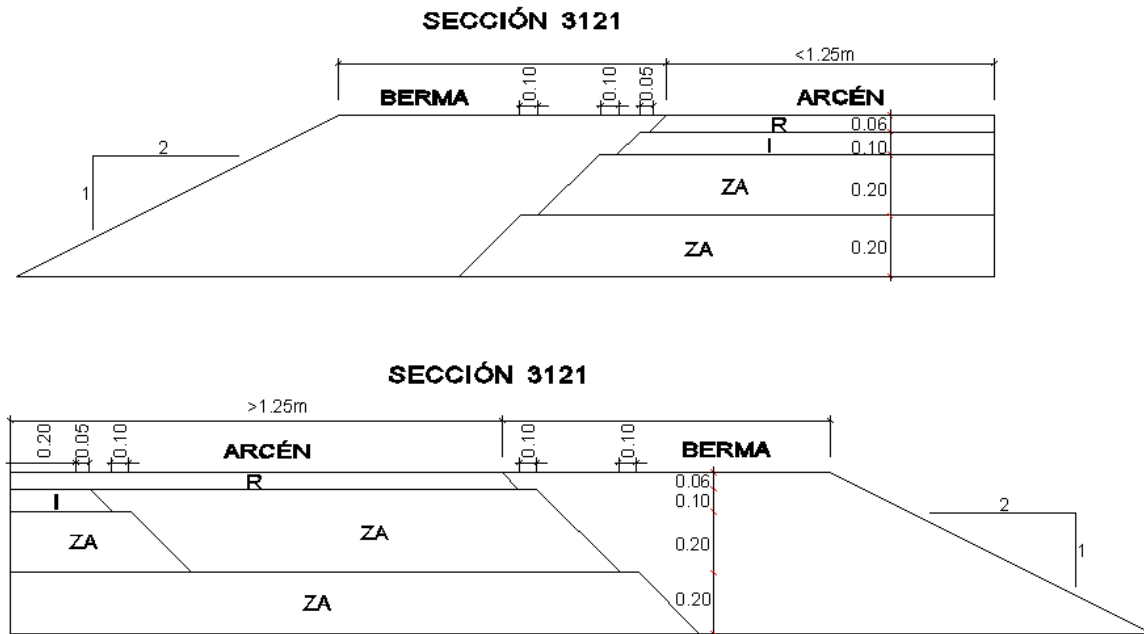 SECCIÓN 3121
<1.25m
0.10 0.10 0.05
BERMA ARCÉN
R 0.06
I 0.10
2
1
ZA 0.20
ZA 0.20
SECCIÓN 3121
>1.25m
0.20 0.05 0.10 0.10 0.10
ARCÉN BERMA
R 0.06
I 0.10
2
ZA ZA 0.20
1
ZA 0.20